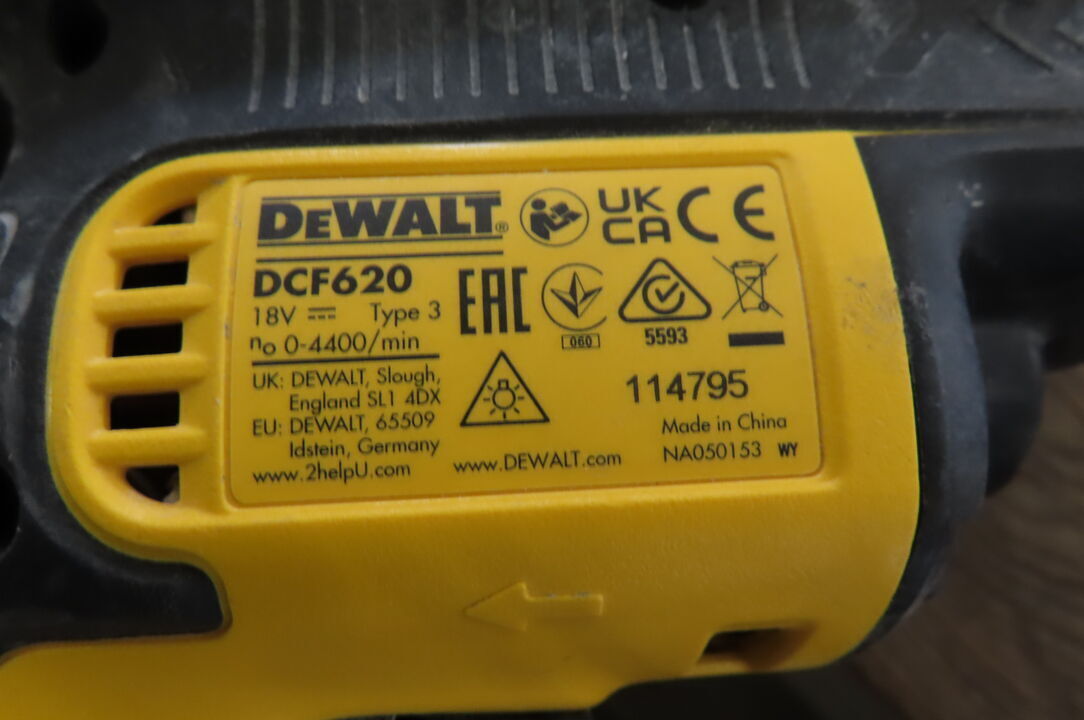 DEWALT®
UK
CA CE
DCF620
18V Type 3
no 0-4400/min
EAC
060
5593
UK: DEWALT, Slough,
England SL1 4DX
EU: DEWALT, 65509
Idstein, Germany
www.2helpU.com
www.DEWALT.com
114795
Made in China
NA050153 WY